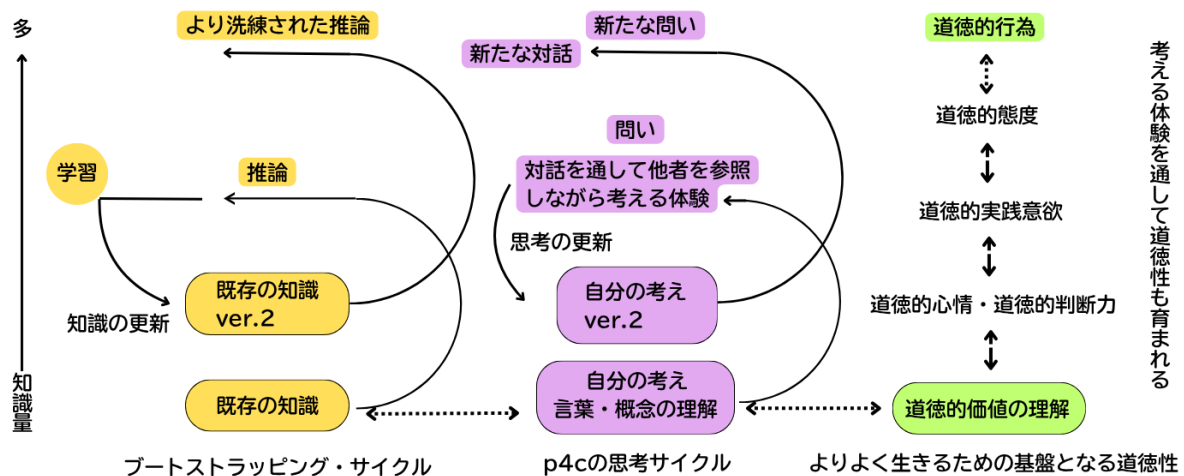 多
知識量
より洗練された推論
学習
推論
知識の更新
既存の知識
ver.2
既存の知識
ブートストラッピング・サイクル
新たな問い
新たな対話
問い
対話を通して他者を参照
しながら考える体験
思考の更新
自分の考え
ver.2
自分の考え
言葉・概念の理解
p4cの思考サイクル
道徳的行為
道徳的態度
道徳的実践意欲
道徳的心情・道徳的判断力
道徳的価値の理解
よりよく生きるための基盤となる道徳性
考える体験を通して道徳性も育まれる